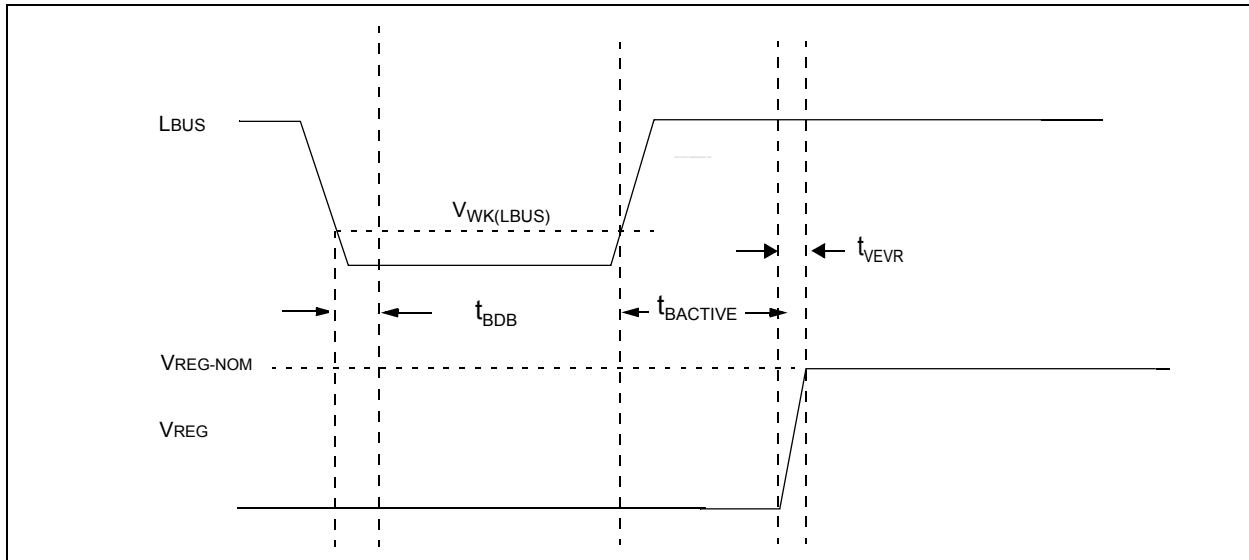 LBUS
VWK(LBUS)
tVEVR
tBDB
tBACTIVE
VREG-NOM
VREG